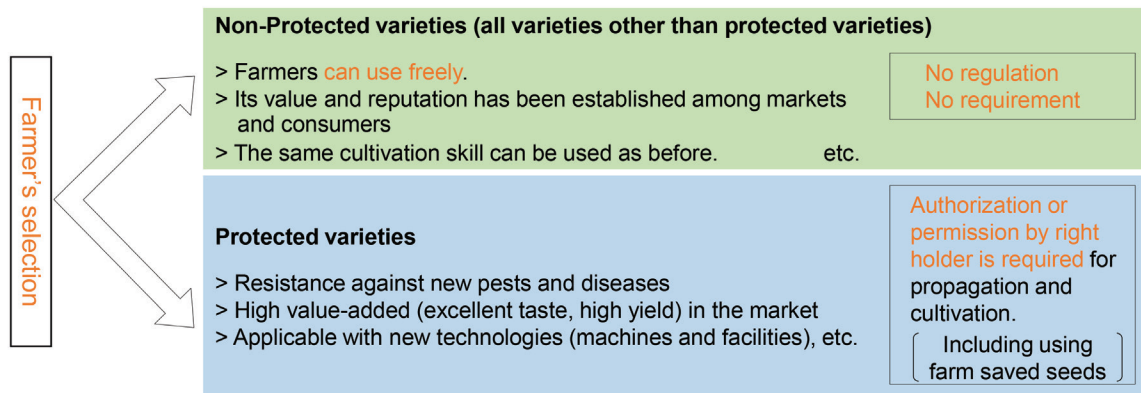 Farmer's selection
Non-Protected varieties (all varieties other than protected varieties)
> Farmers can use freely.
> Its value and reputation has been established among markets
and consumers
> The same cultivation skill can be used as before. etc.
No regulation
No requirement
Protected varieties
> Resistance against new pests and diseases
> High value-added (excellent taste, high yield) in the market
> Applicable with new technologies (machines and facilities), etc.
Authorization or
permission by right
holder is required for
propagation and
cultivation.
Including using
farm saved seeds